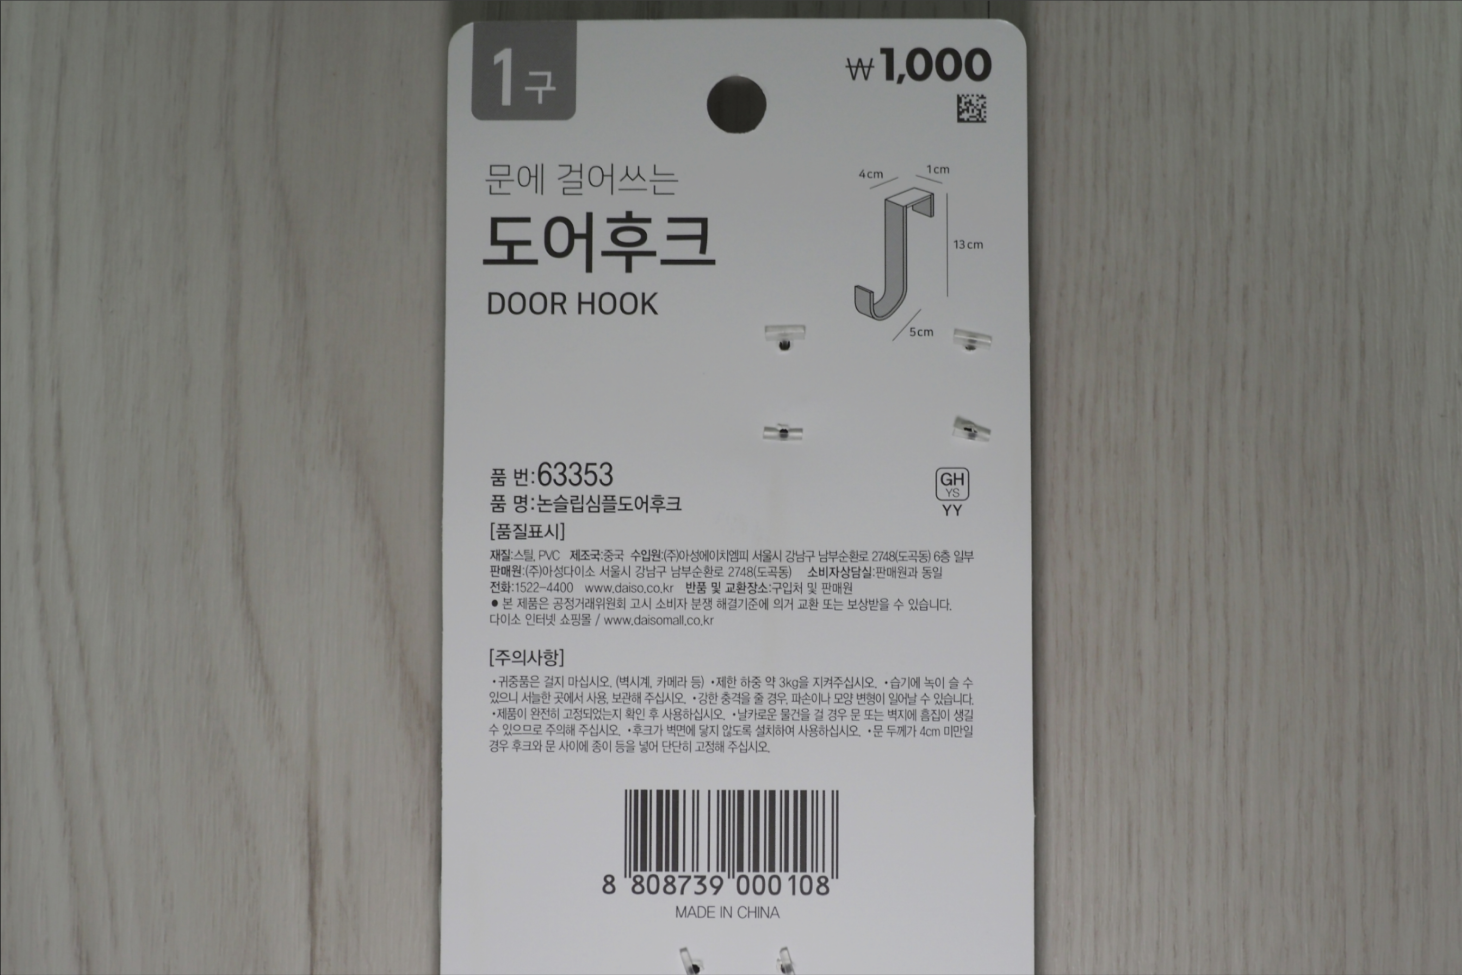 1구
₩1,000
문에 걸어쓰는
도어후크
DOOR HOOK
4cm
1cm
13cm
5cm
품 번:63353
품 명:논슬립심플도어후크
[품질표시]
재질:스틸, PVC 제조국:중국 수입원:(주)아성에이치엠피 서울시 강남구 남부순환로 2748(도곡동) 6층 일부
판매원:(주)아성다이소 서울시 강남구 남부순환로 2748(도곡동) 소비자상담실:판매원과 동일
전화:1522-4400 www.daiso.co.kr 반품 및 교환장소:구입처 및 판매원
● 본 제품은 공정거래위원회 고시 소비자 분쟁 해결기준에 의거 교환 또는 보상받을 수 있습니다.
다이소 인터넷 쇼핑몰 / www.daisomall.co.kr
GH
YS
YY
[주의사항]
•귀중품은 걸지 마십시오. (벽시계, 카메라 등) •제한 하중 약 3kg을 지켜주십시오. •습기에 녹이 슬 수
있으니 서늘한 곳에서 사용, 보관해 주십시오. •강한 충격을 줄 경우, 파손이나 모양 변형이 일어날 수 있습니다.
•제품이 완전히 고정되었는지 확인 후 사용하십시오. •날카로운 물건을 걸 경우 문 또는 벽지에 흠집이 생길
수 있으므로 주의해 주십시오. •후크가 벽면에 닿지 않도록 설치하여 사용하십시오. •문 두께가 4cm 미만일
경우 후크와 문 사이에 종이 등을 넣어 단단히 고정해 주십시오.
8 808739 000108
MADE IN CHINA